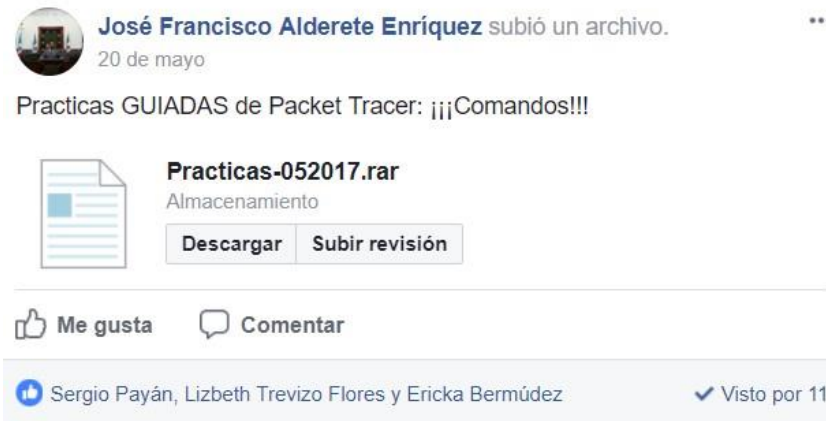 José Francisco Alderete Enríquez subió un archivo.
20 de mayo
Practicas GUIADAS de Packet Tracer: ¡¡¡Comandos!!!
Practicas-052017.rar
Almacenamiento
Descargar Subir revisión
Me gusta Comentar
Sergio Payán, Lizbeth Trevizo Flores y Ericka Bermúdez Visto por 11